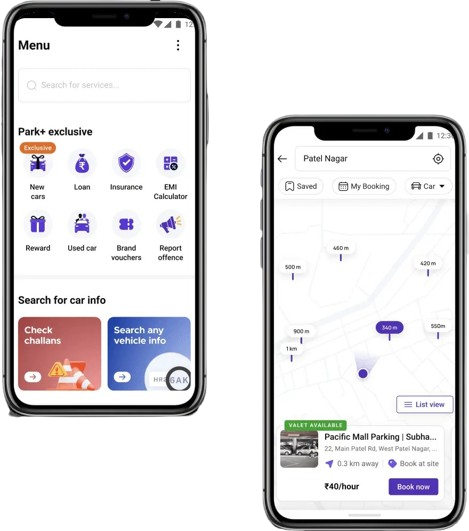 12
Menu
Search for services...
Park+ exclusive
Exclusive
New
cars
Loan
Insurance
EMI
Calculator
Reward
Used car
Brand
vouchers
Report
offence
Search for car info
Check
challans
Search any
vehicle info
HR2
6AK
12:3
Patel Nagar
Saved
My Booking
Car
460 m
500 m
420 m
900 m
340 m
550m
1 km
List view
VALET AVAILABLE
Pacific Mall Parking | Subha...
22, Main Patel Rd, West Patel Nagar, ...
0.3 km away
Book at site
₹40/hour
Book now